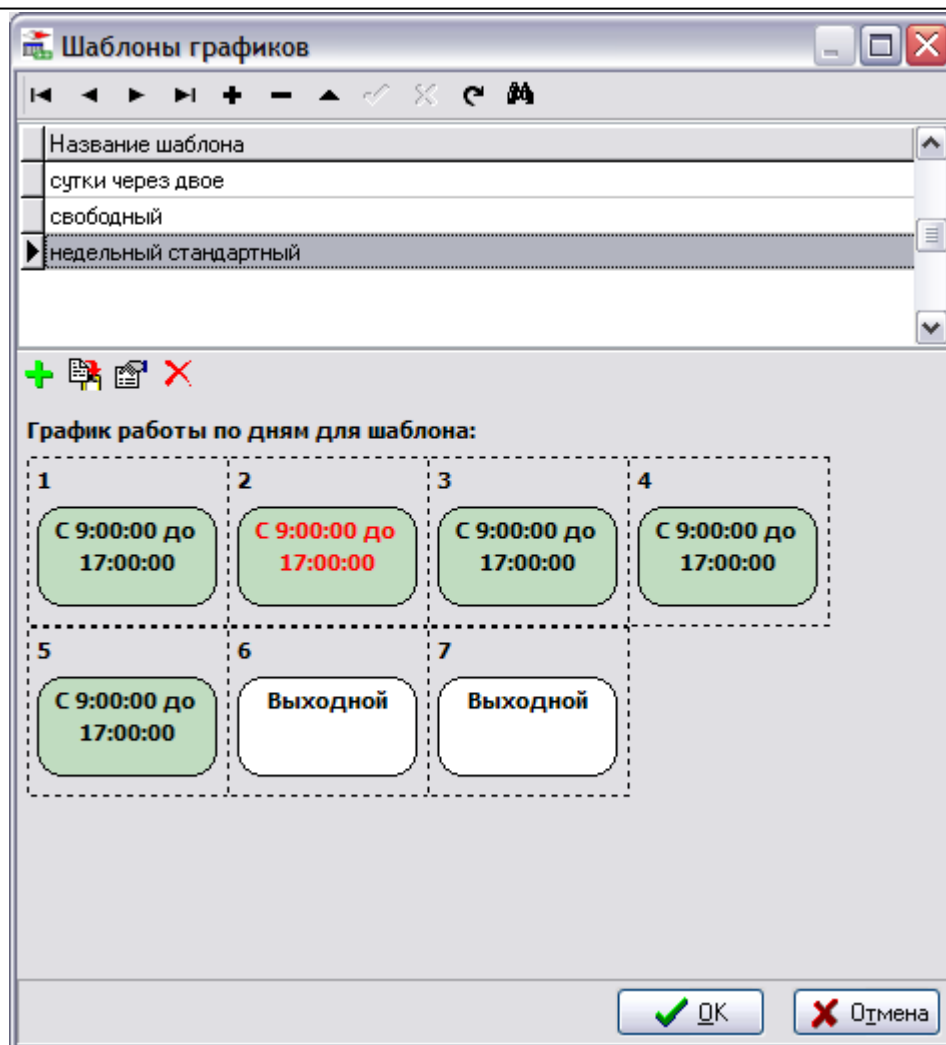 Шаблоны графиков
Название шаблона
сутки через двое
свободный
недельный стандартный
График работы по дням для шаблона:
1 2 3 4
С 9:00:00 до С 9:00:00 до С 9:00:00 до С 9:00:00 до
17:00:00 17:00:00 17:00:00 17:00:00
5 6 7
С 9:00:00 до Выходной Выходной
17:00:00
OK Отмена